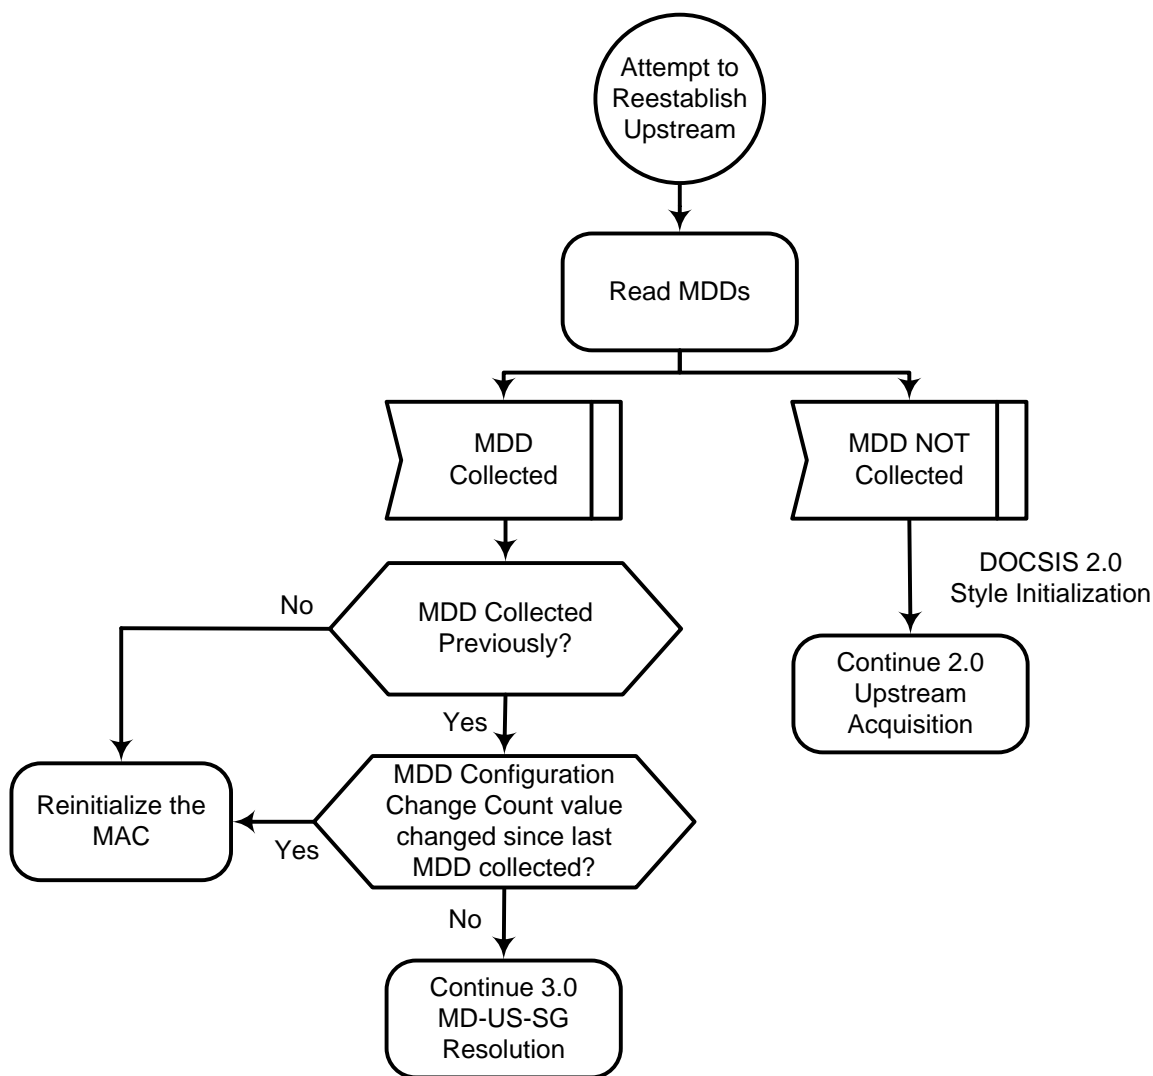 Attempt to
Reestablish
Upstream
Read MDDs
MDD
Collected
MDD NOT
Collected
DOCSIS 2.0
Style Initialization
No
MDD Collected
Previously?
Continue 2.0
Upstream
Acquisition
Yes
MDD Configuration
Change Count value
changed since last
MDD collected?
Reinitialize the
MAC
Yes
No
Continue 3.0
MD-US-SG
Resolution